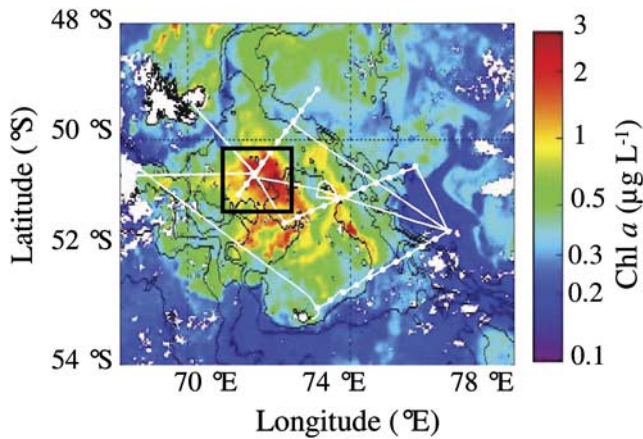 48 °S
50 °S
52 °S
54 °S
Latitude (°S)
70 °E
74 °E
78 °E
Longitude (°E)
3
2
1
0.5
0.3
0.2
0.1
Chl a (µg L-1)